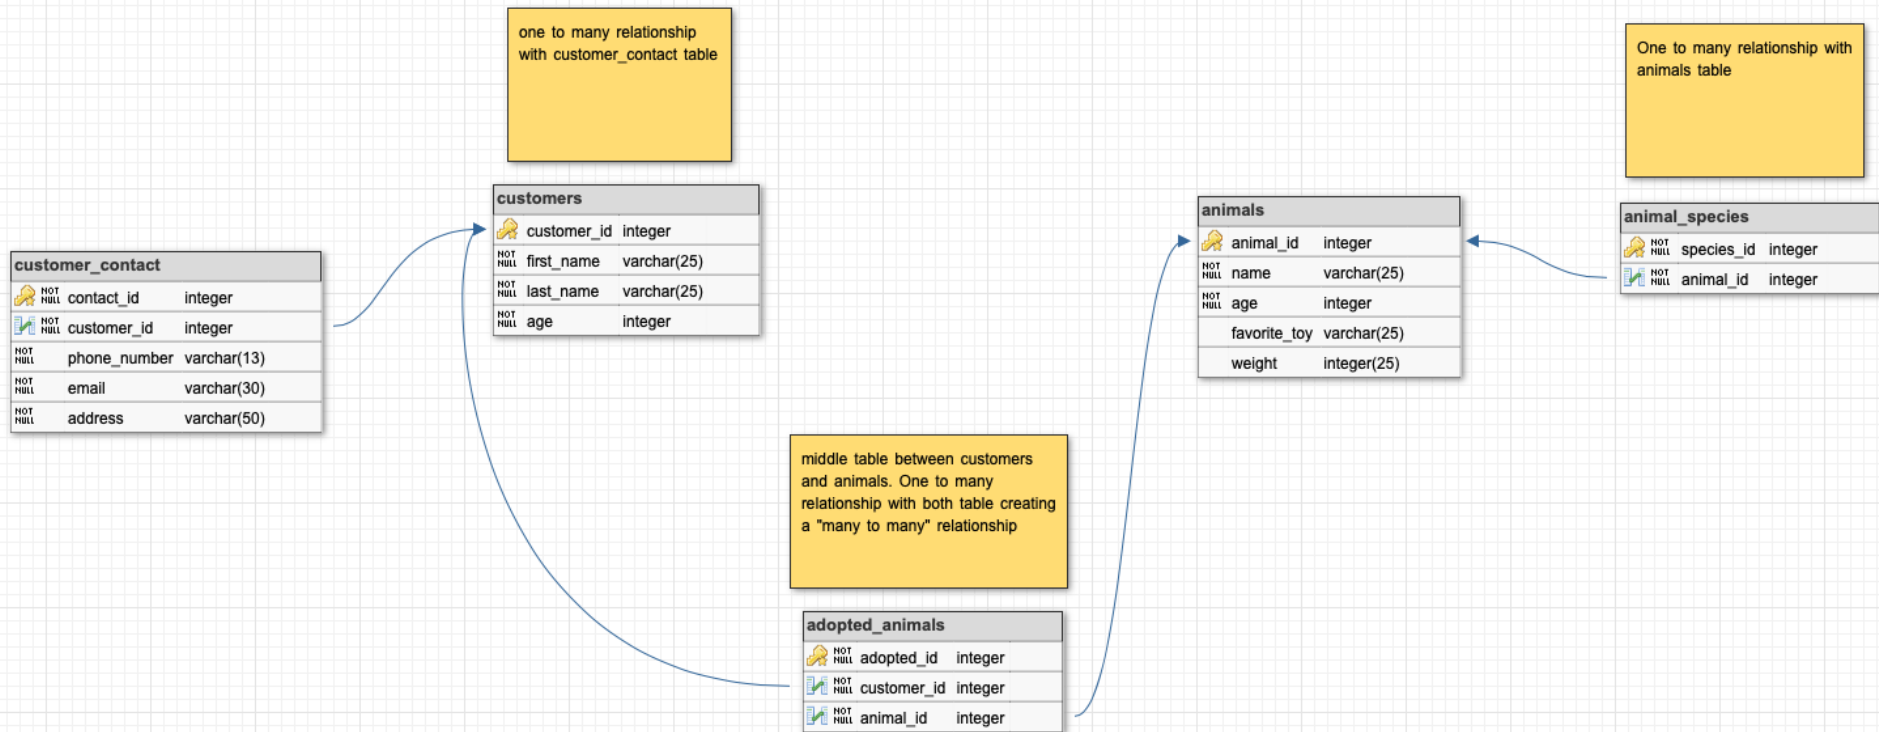 one to many relationship
with customer_contact table
One to many relationship with
animals table
customers
customer_id integer
NOT NULL first_name varchar(25)
NOT NULL last_name varchar(25)
NOT NULL age integer
animals
animal_id integer
NOT NULL name varchar(25)
NOT NULL age integer
favorite_toy varchar(25)
weight integer(25)
animal_species
NOT NULL species_id integer
NOT NULL animal_id integer
customer_contact
NOT NULL contact_id integer
NOT NULL customer_id integer
NOT NULL phone_number varchar(13)
NOT NULL email varchar(30)
NOT NULL address varchar(50)
middle table between customers
and animals. One to many
relationship with both table creating
a "many to many" relationship
adopted_animals
NOT NULL adopted_id integer
NOT NULL customer_id integer
NOT NULL animal_id integer